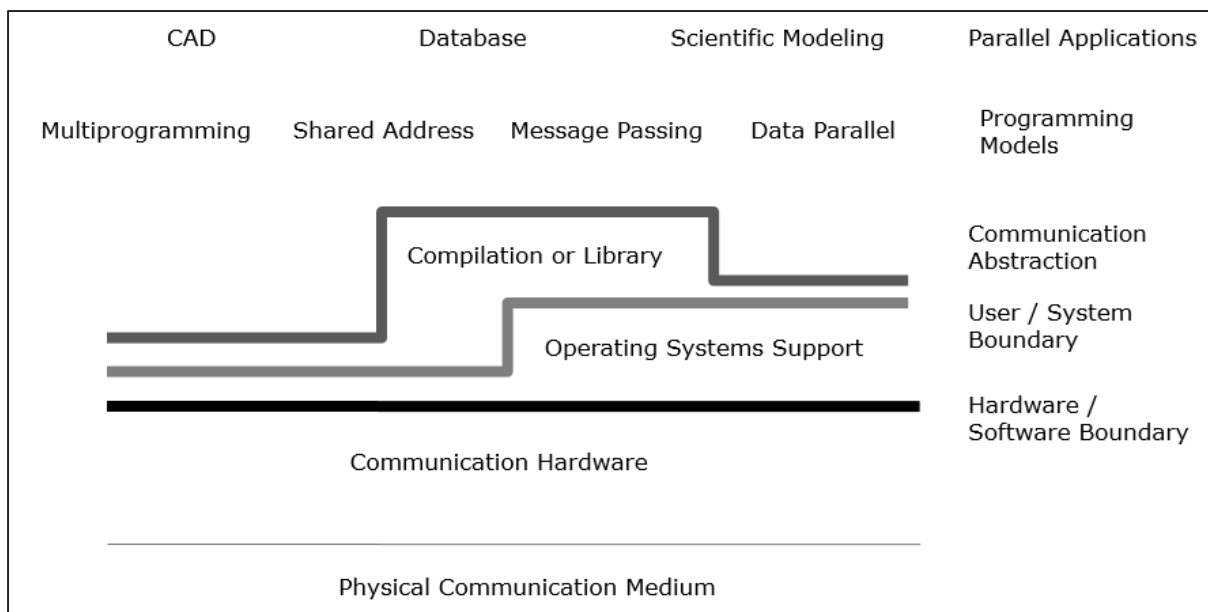 CAD Database Scientific Modeling Parallel Applications
Multiprogramming Shared Address Message Passing Data Parallel Programming
Models
Compilation or Library Communication
Abstraction
User / System
Boundary
Operating Systems Support
Hardware /
Software Boundary
Communication Hardware
Physical Communication Medium